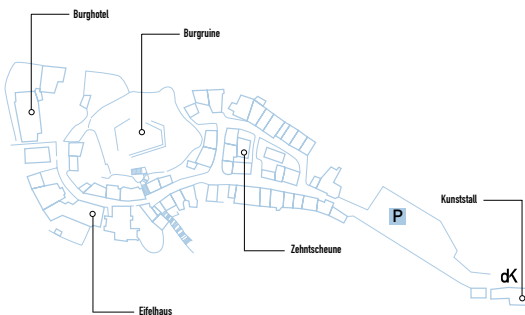 Burghotel
Burgruine
Kunststall
P
Zehntscheune
dK
Eifelhaus